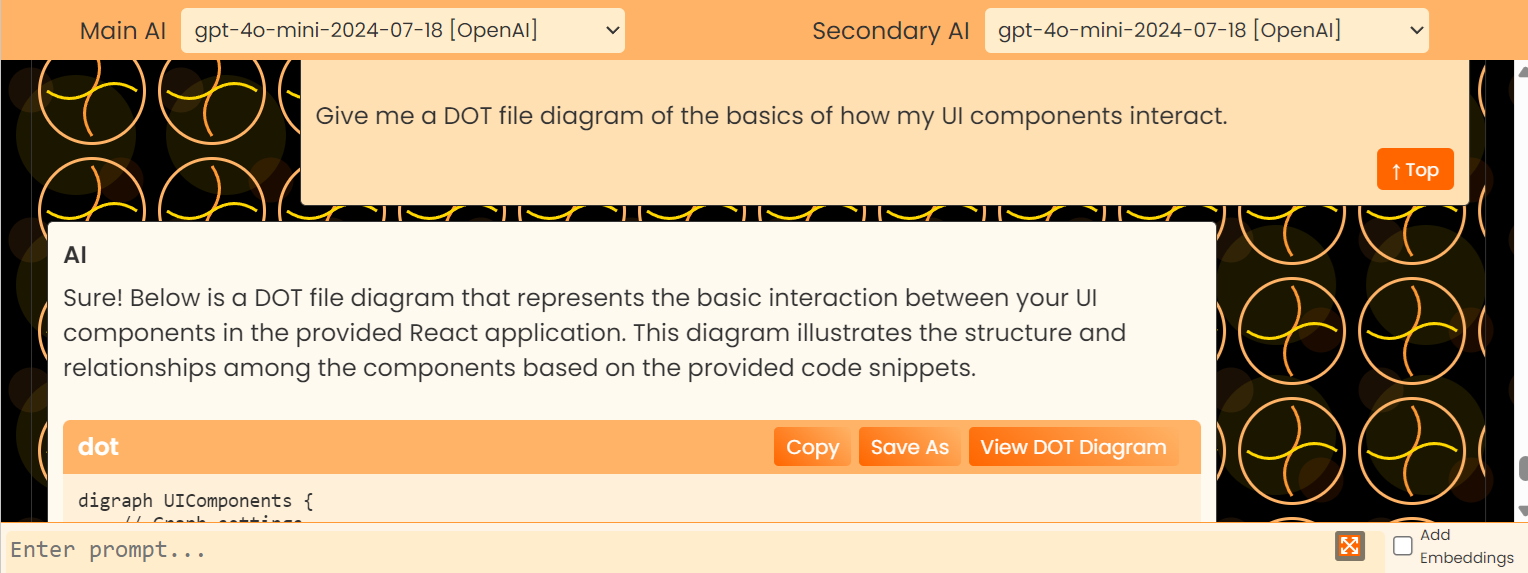 Main AI gpt-4o-mini-2024-07-18 [OpenAI] Secondary AI gpt-4o-mini-2024-07-18 [OpenAI]
Give me a DOT file diagram of the basics of how my UI components interact.
↑ Top
AI
Sure! Below is a DOT file diagram that represents the basic interaction between your UI
components in the provided React application. This diagram illustrates the structure and
relationships among the components based on the provided code snippets.
dot Copy Save As View DOT Diagram
digraph UIComponents {
// Graph settings
Enter prompt...
Add
Embeddings